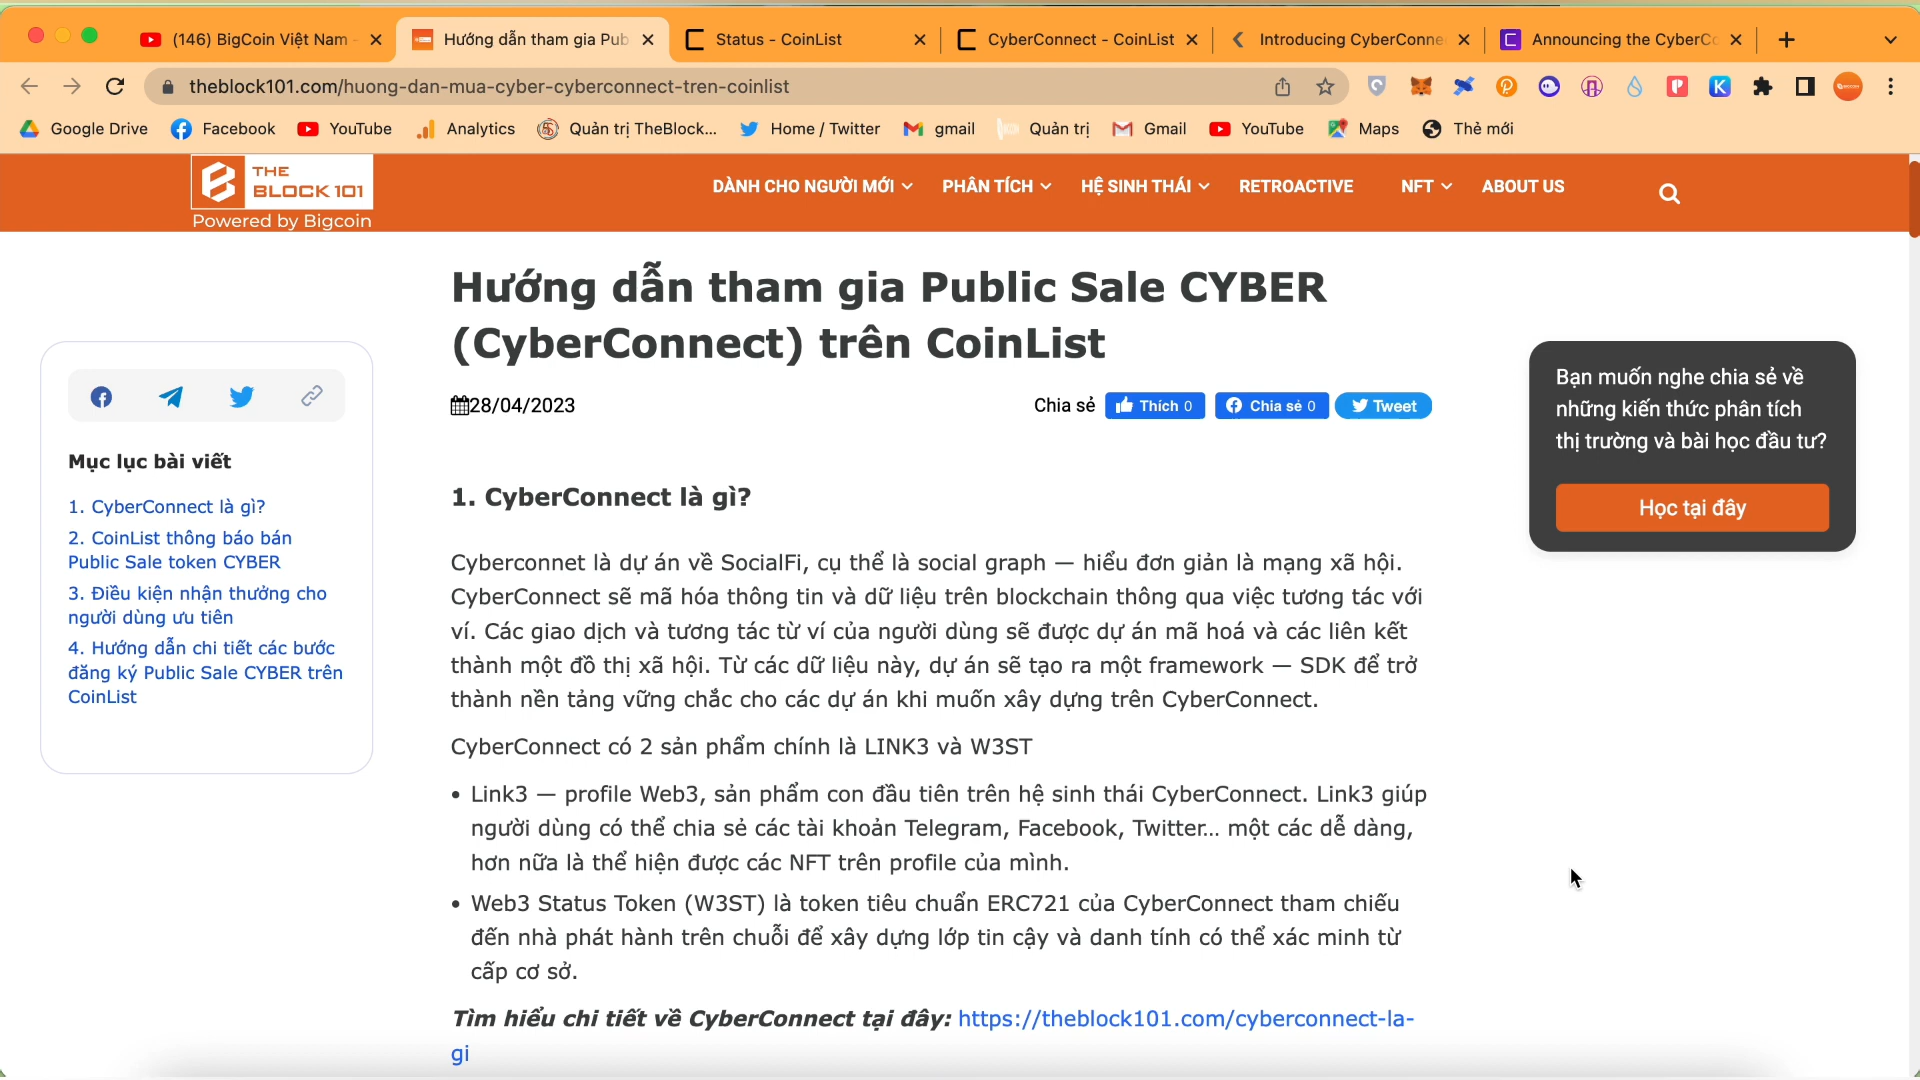 (146) BigCoin Việt Nam -
Hướng dẫn tham gia Pub
Status - CoinList
CyberConnect - CoinList
Introducing CyberConne
Announcing the CyberCo
theblock101.com/huong-dan-mua-cyber-cyberconnect-tren-coinlist
Google Drive
Facebook
YouTube
Analytics
Quản trị TheBlock...
Home / Twitter
gmail
Quản trị
Gmail
YouTube
Maps
Thẻ mới
THE
BLOCK 101
Powered by Bigcoin
DÀNH CHO NGƯỜI MỚI
PHÂN TÍCH
HỆ SINH THÁI
RETROACTIVE
NFT
ABOUT US
Hướng dẫn tham gia Public Sale CYBER
(CyberConnect) trên CoinList
28/04/2023
Chia sẻ
Thích 0
Chia sẻ 0
Tweet
Mục lục bài viết
1. CyberConnect là gì?
2. CoinList thông báo bán
Public Sale token CYBER
3. Điều kiện nhận thưởng cho
người dùng ưu tiên
4. Hướng dẫn chi tiết các bước
đăng ký Public Sale CYBER trên
CoinList
1. CyberConnect là gì?
Cyberconnet là dự án về SocialFi, cụ thể là social graph — hiểu đơn giản là mạng xã hội.
CyberConnect sẽ mã hóa thông tin và dữ liệu trên blockchain thông qua việc tương tác với
ví. Các giao dịch và tương tác từ ví của người dùng sẽ được dự án mã hoá và các liên kết
thành một đồ thị xã hội. Từ các dữ liệu này, dự án sẽ tạo ra một framework — SDK để trở
thành nền tảng vững chắc cho các dự án khi muốn xây dựng trên CyberConnect.
CyberConnect có 2 sản phẩm chính là LINK3 và W3ST
• Link3 — profile Web3, sản phẩm con đầu tiên trên hệ sinh thái CyberConnect. Link3 giúp
người dùng có thể chia sẻ các tài khoản Telegram, Facebook, Twitter... một các dễ dàng,
hơn nữa là thể hiện được các NFT trên profile của mình.
• Web3 Status Token (W3ST) là token tiêu chuẩn ERC721 của CyberConnect tham chiếu
đến nhà phát hành trên chuỗi để xây dựng lớp tin cậy và danh tính có thể xác minh từ
cấp cơ sở.
Tìm hiểu chi tiết về CyberConnect tại đây: https://theblock101.com/cyberconnect-la-
gi
Bạn muốn nghe chia sẻ về
những kiến thức phân tích
thị trường và bài học đầu tư?
Học tại đây